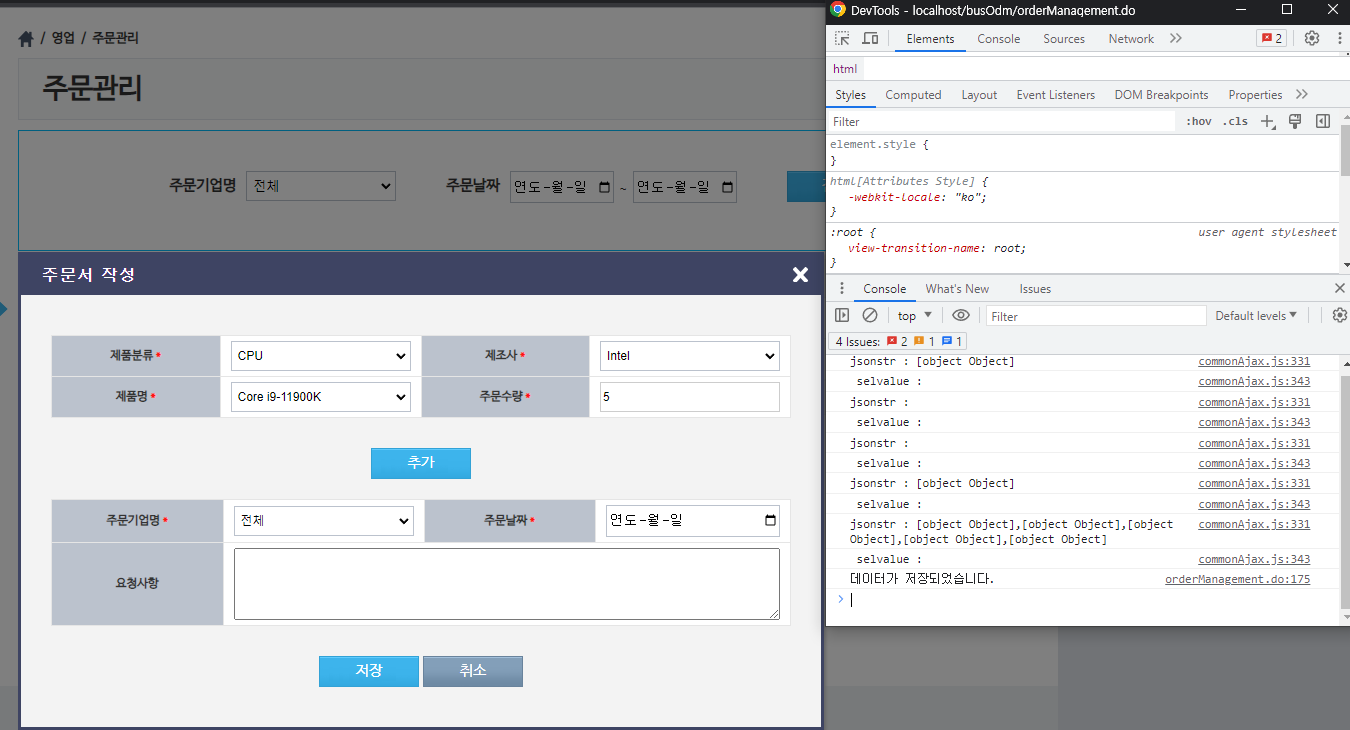 / 영업 / 주문관리
주문관리
주문기업명 전체 주문날짜 연도-월-일 ~ 연도-월-일
주문서 작성
제품분류* CPU 제조사* Intel
제품명* Core i9-11900K 주문수량* 5
추가
주문기업명* 전체 주문날짜* 연도-월-일
요청사항
저장 취소
DevTools - localhost/busOdm/orderManagement.do
Elements Console Sources Network 2
html
Styles Computed Layout Event Listeners DOM Breakpoints Properties
Filter :hov .cls
element.style {
}
html[Attributes Style] {
-webkit-locale: "ko";
}
:root { user agent stylesheet
view-transition-name: root;
}
Console What's New Issues
top Filter Default levels
4 Issues: 2 1 1
jsonstr : [object Object] commonAjax.js:331
selvalue : commonAjax.js:343
jsonstr : commonAjax.js:331
selvalue : commonAjax.js:343
jsonstr : commonAjax.js:331
selvalue : commonAjax.js:343
jsonstr : [object Object] commonAjax.js:331
selvalue : commonAjax.js:343
jsonstr : [object Object],[object Object],[object commonAjax.js:331
Object],[object Object],[object Object]
selvalue : commonAjax.js:343
데이터가 저장되었습니다. orderManagement.do:175